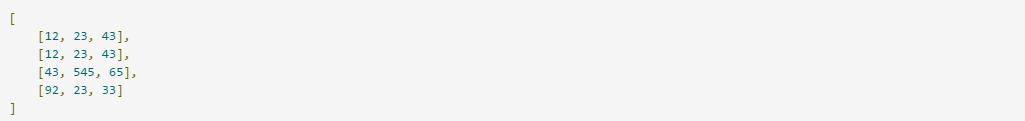 [
    [12, 23, 43],
    [12, 23, 43],
    [43, 545, 65],
    [92, 23, 33]
]